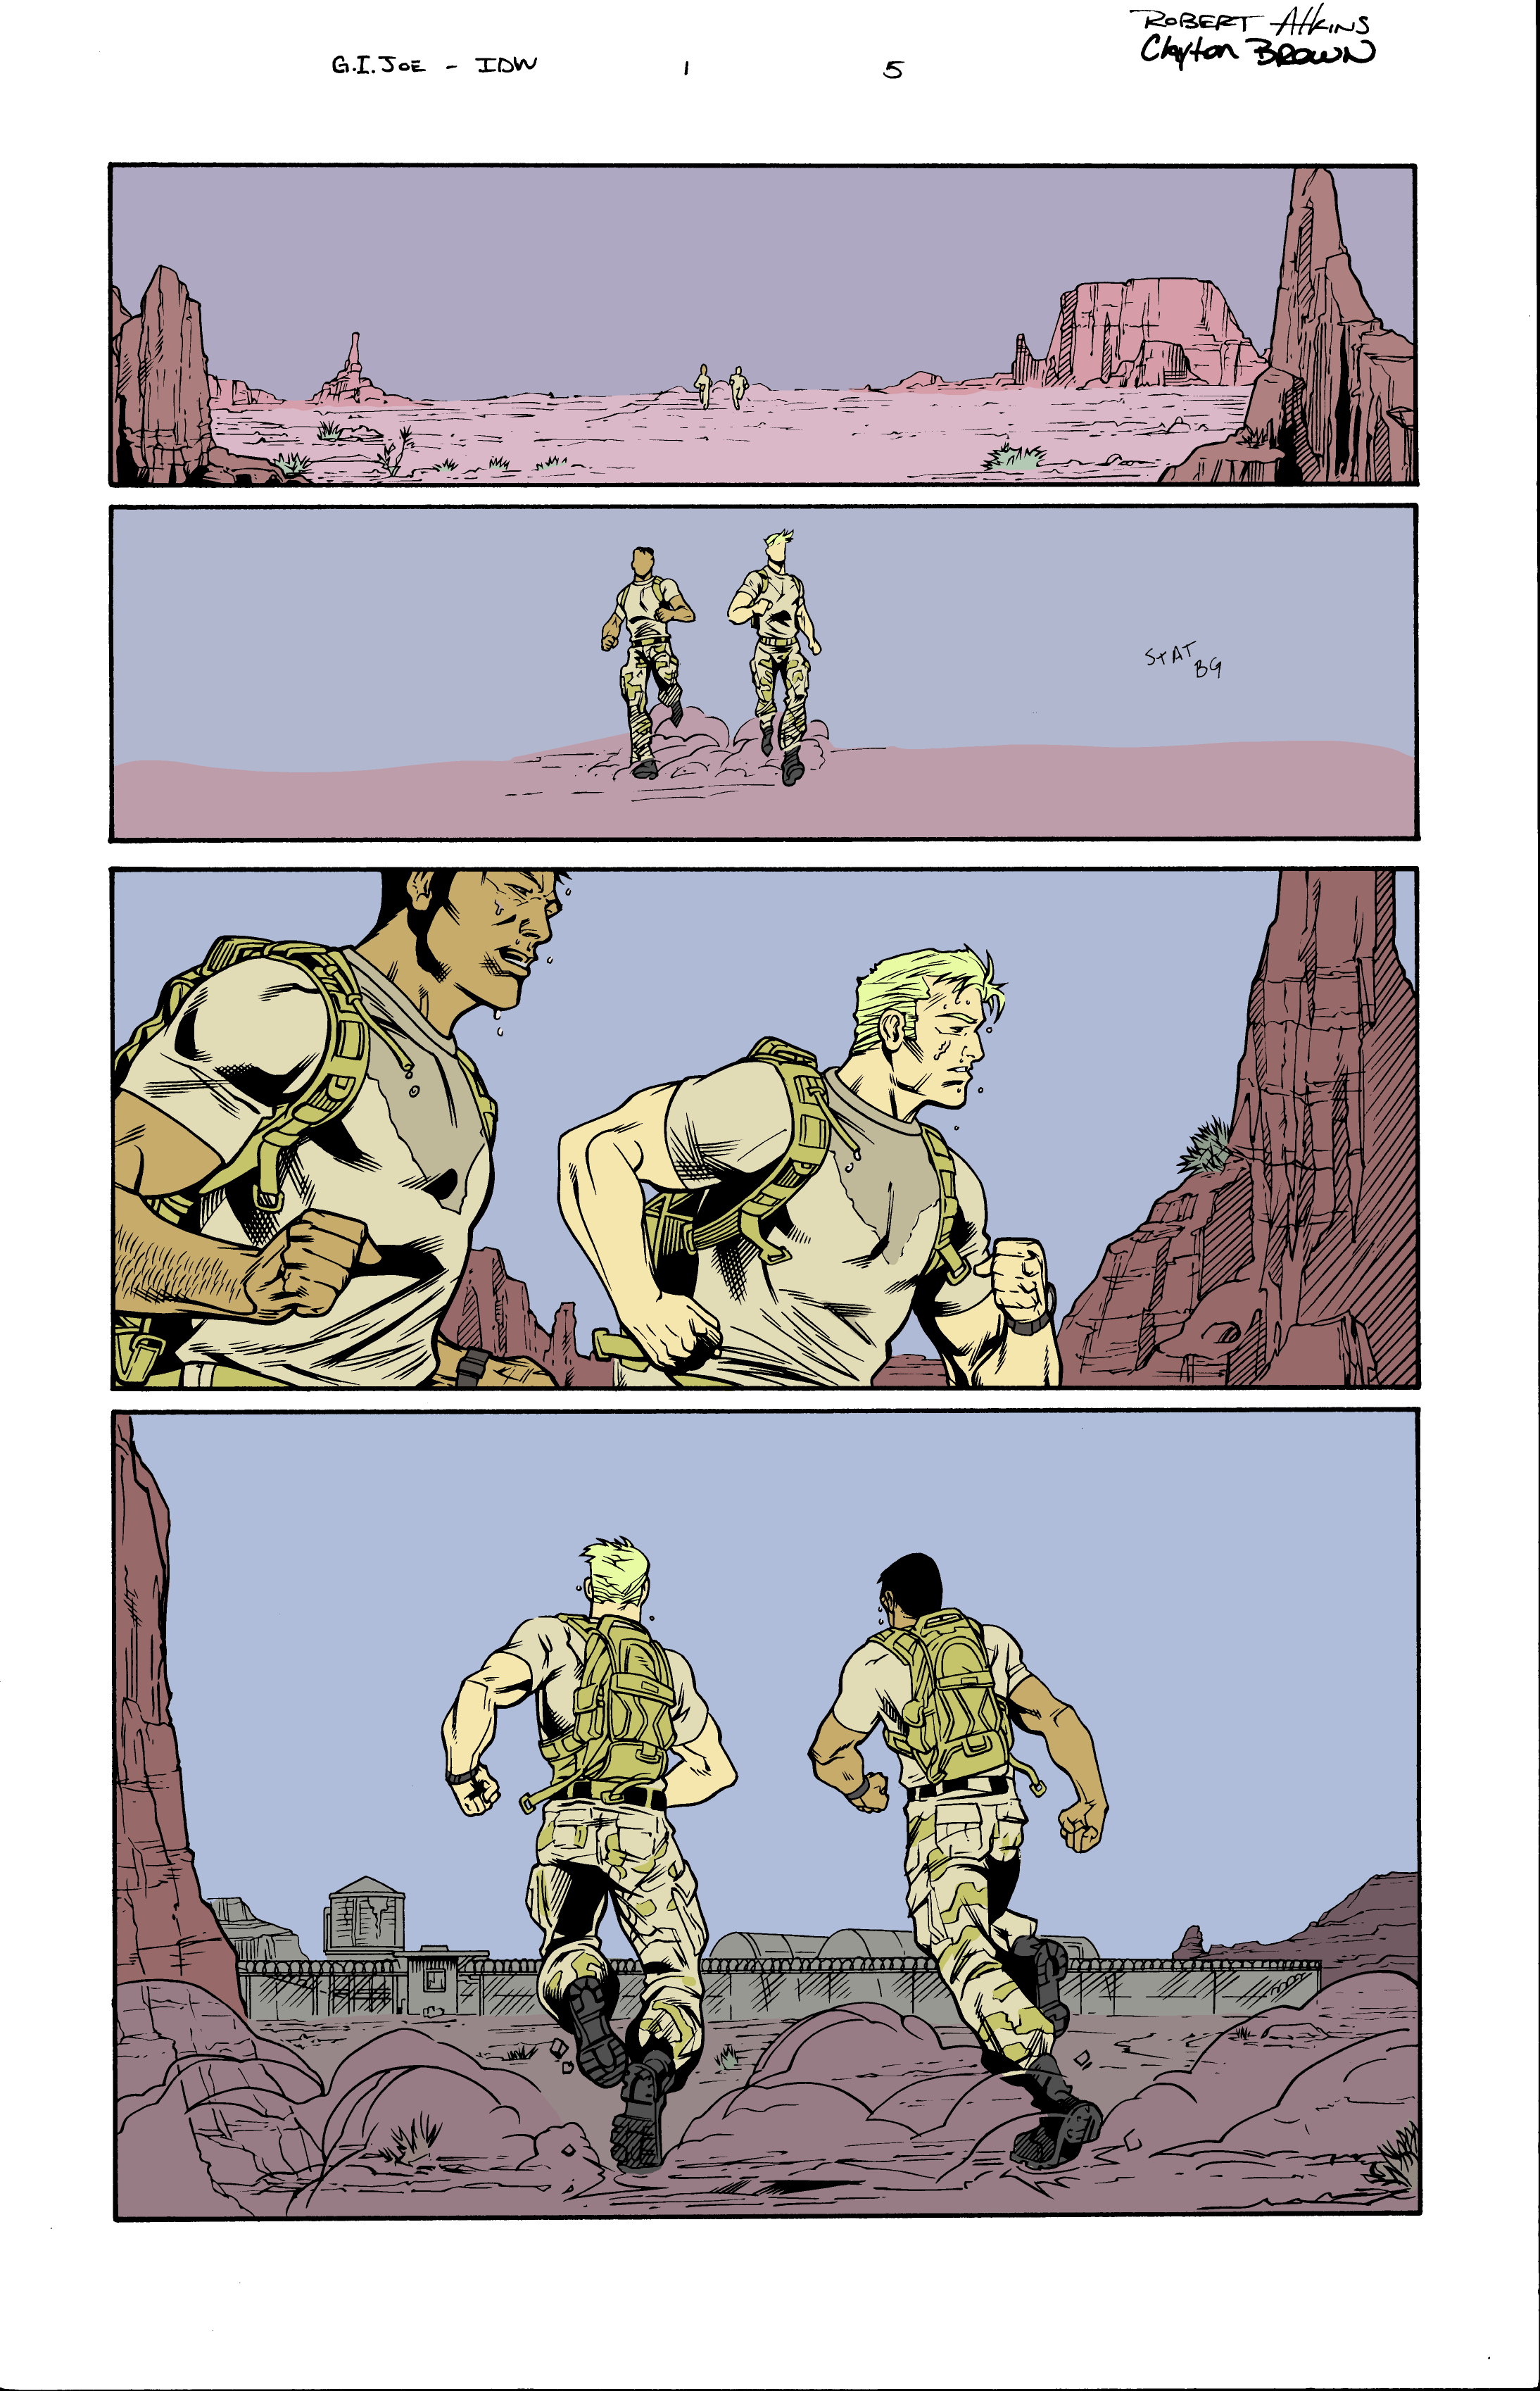 ROBERT Atkins
Clayton BROWN
G.I. JOE - IDW 1 5
STAT
BG